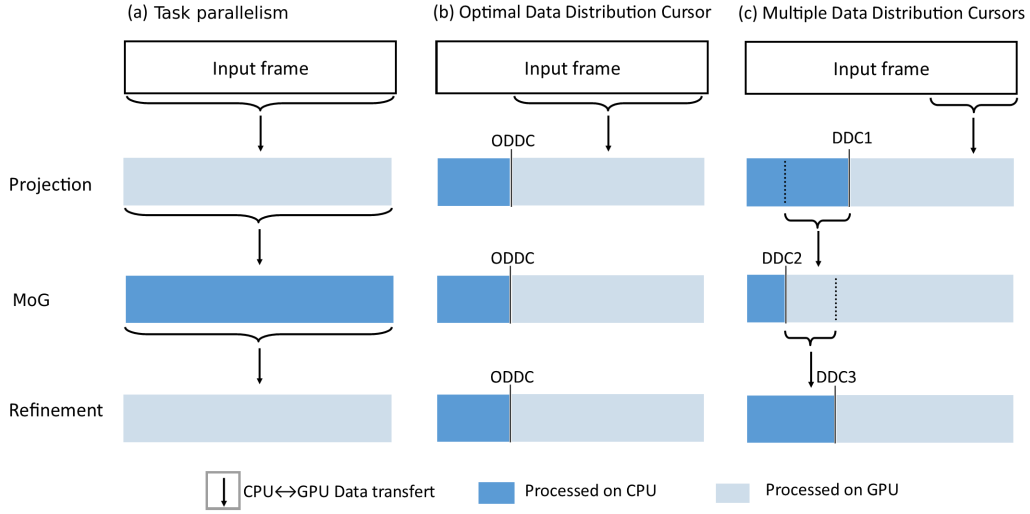 (a) Task parallelism
(b) Optimal Data Distribution Cursor
(c) Multiple Data Distribution Cursors
Input frame
Input frame
Input frame
ODDC
DDC1
Projection
ODDC
DDC2
MoG
ODDC
DDC3
Refinement
CPU↔GPU Data transfert
Processed on CPU
Processed on GPU